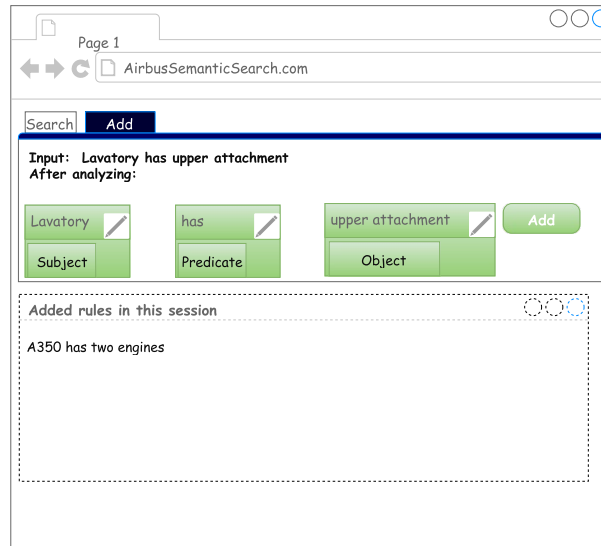 Page 1
AirbusSemanticSearch.com
Search Add
Input: Lavatory has upper attachment
After analyzing:
Lavatory has upper attachment Add
Subject Predicate Object
Added rules in this session
A350 has two engines